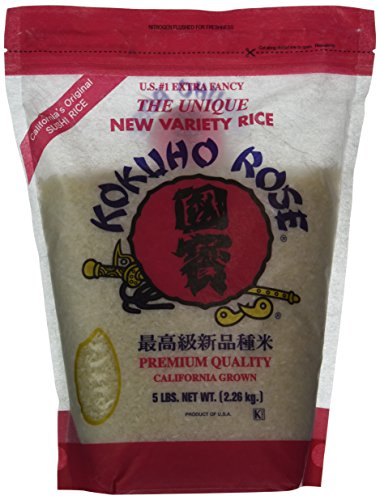 NITROGEN FLUSHED FOR FRESHNESS
California's Original
SUSHI RICE
U.S. #1 EXTRA FANCY
THE UNIQUE
NEW VARIETY RICE
KOKUHO ROSE
®
國寳
®
最高級新品種米
PREMIUM QUALITY
CALIFORNIA GROWN
5 LBS. NET WT. (2.26 kg.)
PRODUCT OF U.S.A.
K